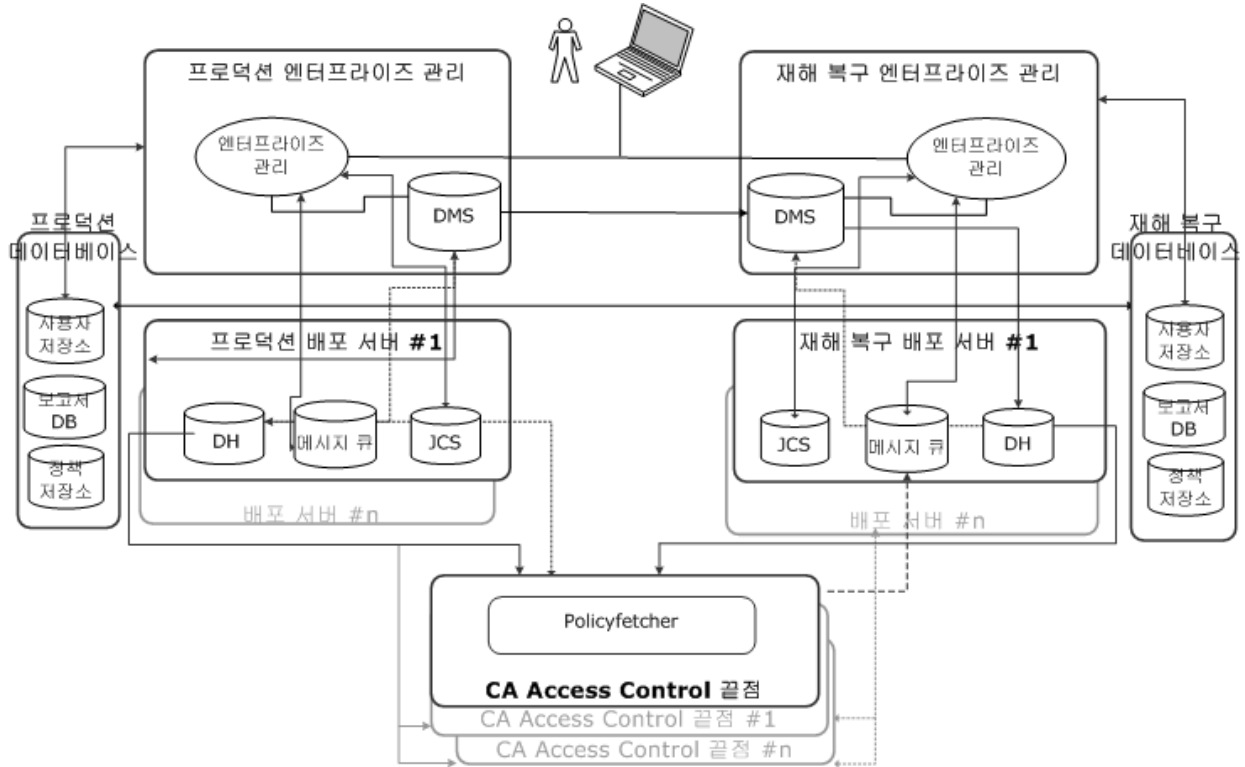 프로덕션 엔터프라이즈 관리
엔터프라이즈
관리
DMS
재해 복구 엔터프라이즈 관리
엔터프라이즈
관리
DMS
프로덕션
데이터베이스
사용자
저장소
보고서
DB
정책
저장소
프로덕션 배포 서버 #1
DH
메시지 큐
JCS
배포 서버 #n
재해 복구 배포 서버 #1
JCS
메시지 큐
DH
배포 서버 #n
재해 복구
데이터베이스
사용자
저장소
보고서
DB
정책
저장소
Policyfetcher
CA Access Control 끝점
CA Access Control 끝점 #1
CA Access Control 끝점 #n